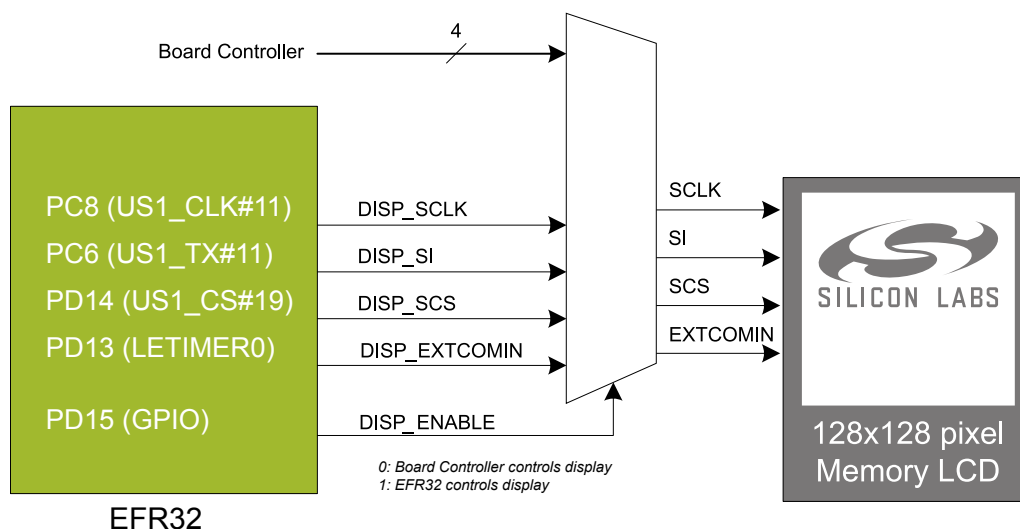 4
Board Controller
PC8 (US1_CLK#11)
DISP_SCLK
SCLK
PC6 (US1_TX#11)
DISP_SI
SI
PD14 (US1_CS#19)
DISP_SCS
SCS
SILICON LABS
PD13 (LETIMER0)
DISP_EXTCOMIN
EXTCOMIN
PD15 (GPIO)
DISP_ENABLE
128x128 pixel
Memory LCD
0: Board Controller controls display
1: EFR32 controls display
EFR32